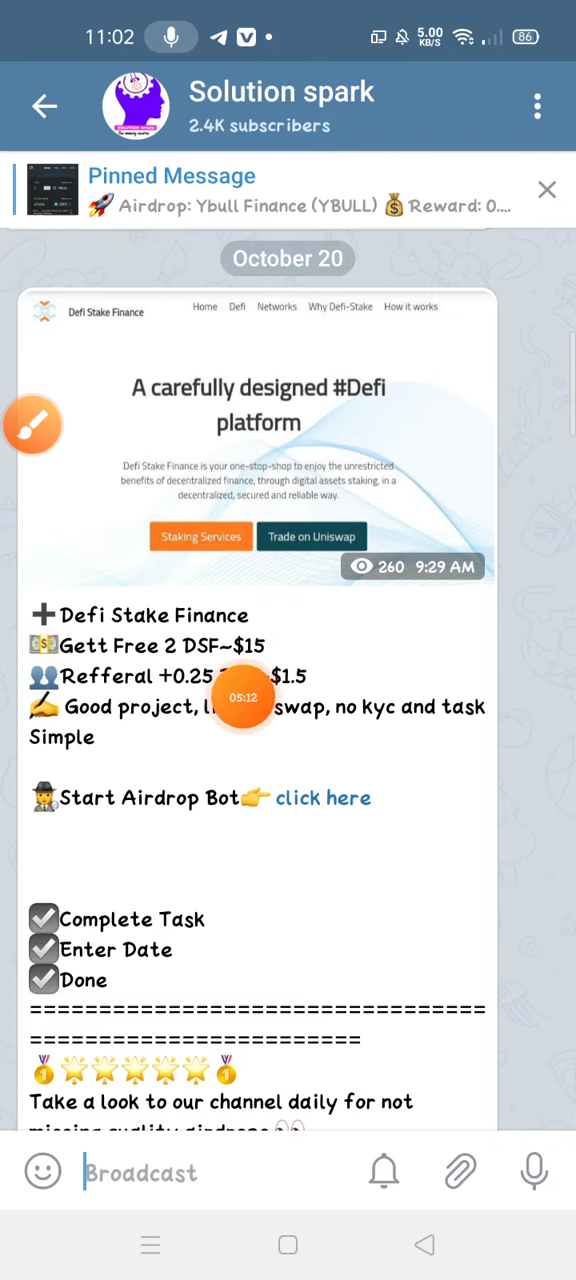 11:02
5.00
KB/S
86
Solution spark
2.4K subscribers
Pinned Message
🚀 Airdrop: Ybull Finance (YBULL) 💰 Reward: 0....
October 20
Defi Stake Finance
Home Defi Networks Why Defi-Stake How it works
A carefully designed #Defi
platform
Defi Stake Finance is your one-stop-shop to enjoy the unrestricted
benefits of decentralized finance, through digital assets staking, in a
decentralized, secured and reliable way.
Staking Services Trade on Uniswap
260 9:29 AM
➕Defi Stake Finance
💵Gett Free 2 DSF~$15
👥Refferal +0.25 $1.5
05:12
✍️ Good project, swap, no kyc and task
Simple
🕵️Start Airdrop Bot👉 click here
☑️Complete Task
☑️Enter Date
☑️Done
=================================
========================
🥇🌟🌟🌟🌟🌟🥇
Take a look to our channel daily for not
Broadcast